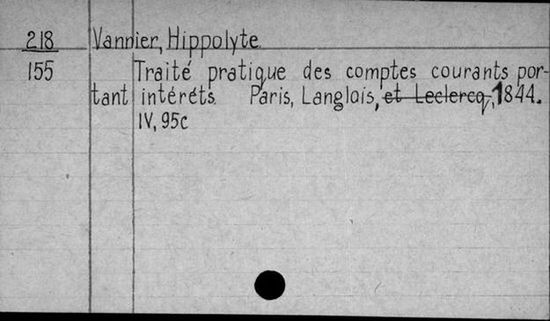 218 Vannier, Hippolyte.
155 Traité pratique des comptes courants por-
tant intérêts. Paris, Langlois, et Leclercq, 1844.
IV, 95c